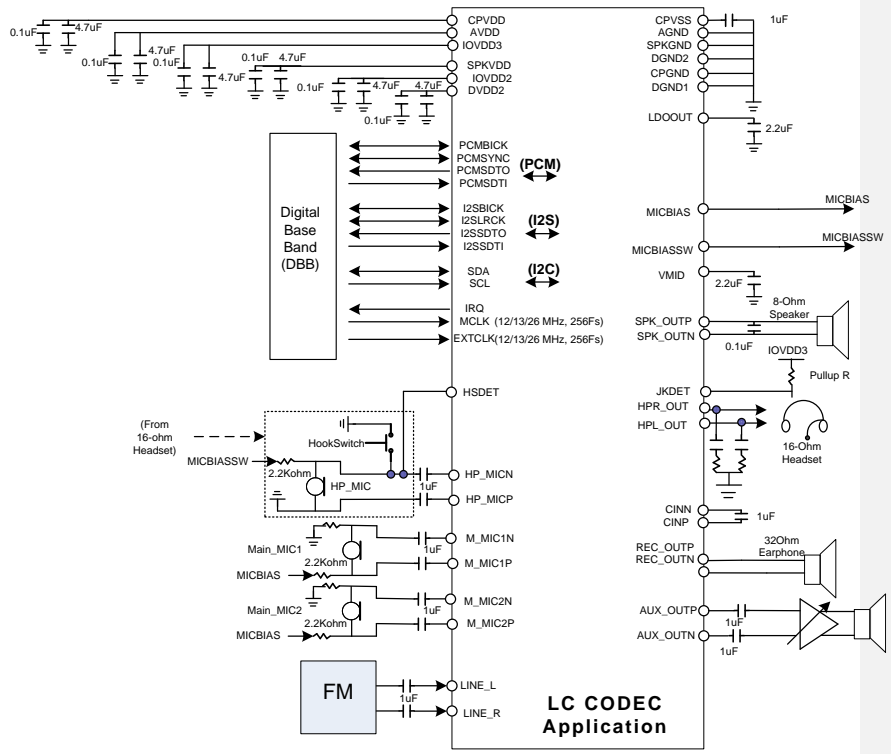 CPVDD
AVDD
IOVDD3
SPKVDD
IOVDD2
DVDD2
0.1uF
4.7uF
0.1uF
4.7uF
0.1uF
4.7uF
0.1uF
4.7uF
0.1uF
4.7uF
0.1uF
4.7uF
CPVSS
AGND
SPKGND
DGND2
CPGND
DGND1
1uF
LDOOUT
2.2uF
Digital
Base
Band
(DBB)
PCMBICK
PCMSYNC
PCMSDTO
PCMSDTI
(PCM)
I2SBICK
I2SLRCK
I2SSDTO
I2SSDTI
(I2S)
SDA
SCL
(I2C)
IRQ
MCLK (12/13/26 MHz, 256Fs)
EXTCLK(12/13/26 MHz, 256Fs)
MICBIAS
MICBIAS
MICBIASSW
MICBIASSW
VMID
2.2uF
8-Ohm
Speaker
SPK_OUTP
SPK_OUTN
0.1uF
IOVDD3
Pullup R
JKDET
HPR_OUT
HPL_OUT
16-Ohm
Headset
HSDET
(From
16-ohm
Headset)
HookSwitch
MICBIASSW
2.2Kohm
HP_MIC
1uF
HP_MICN
HP_MICP
CINN
CINP
1uF
Main_MIC1
2.2Kohm
MICBIAS
1uF
M_MIC1N
M_MIC1P
REC_OUTP
REC_OUTN
32Ohm
Earphone
Main_MIC2
2.2Kohm
MICBIAS
1uF
M_MIC2N
M_MIC2P
AUX_OUTP
AUX_OUTN
1uF
1uF
FM
1uF
LINE_L
LINE_R
LC CODEC
Application